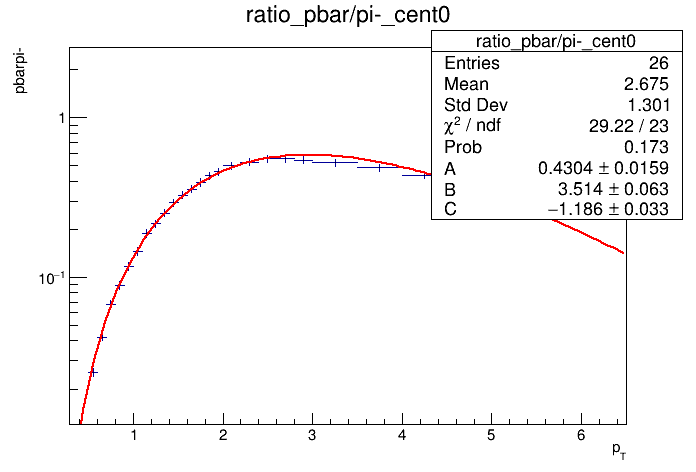 ratio_pbar/pi-_cent0
pbarpi-
ratio_pbar/pi-_cent0
Entries 26
Mean 2.675
Std Dev 1.301
χ² / ndf 29.22 / 23
Prob 0.173
A 0.4304 ± 0.0159
B 3.514 ± 0.063
C −1.186 ± 0.033
1
10⁻¹
1 2 3 4 5 6
p_T